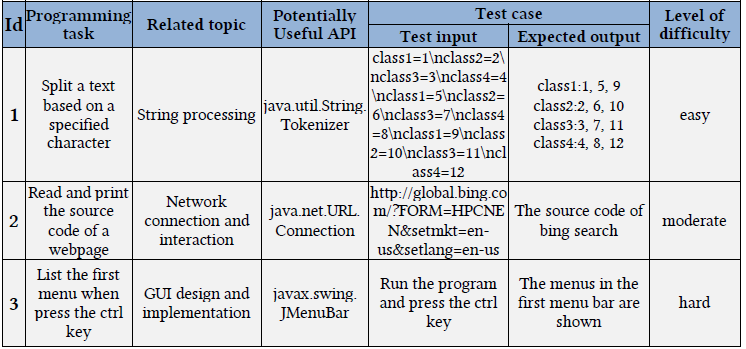 Id
Programming
task
Related topic
Potentially
Useful API
Test case
Test input
Expected output
Level of
difficulty
1
Split a text
based on a
specified
character
String processing
java.util.String.
Tokenizer
class1=1\nclass2=2\
nclass3=3\nclass4=4
\nclass1=5\nclass2=
6\nclass3=7\nclass4
=8\nclass1=9\nclass
2=10\nclass3=11\ncl
ass4=12
class1:1, 5, 9
class2:2, 6, 10
class3:3, 7, 11
class4:4, 8, 12
easy
2
Read and print
the source
code of a
webpage
Network
connection and
interaction
java.net.URL.
Connection
http://global.bing.co
m/?FORM=HPCNE
N&setmkt=en-
us&setlang=en-us
The source code of
bing search
moderate
3
List the first
menu when
press the ctrl
key
GUI design and
implementation
javax.swing.
JMenuBar
Run the program
and press the ctrl
key
The menus in the
first menu bar are
shown
hard